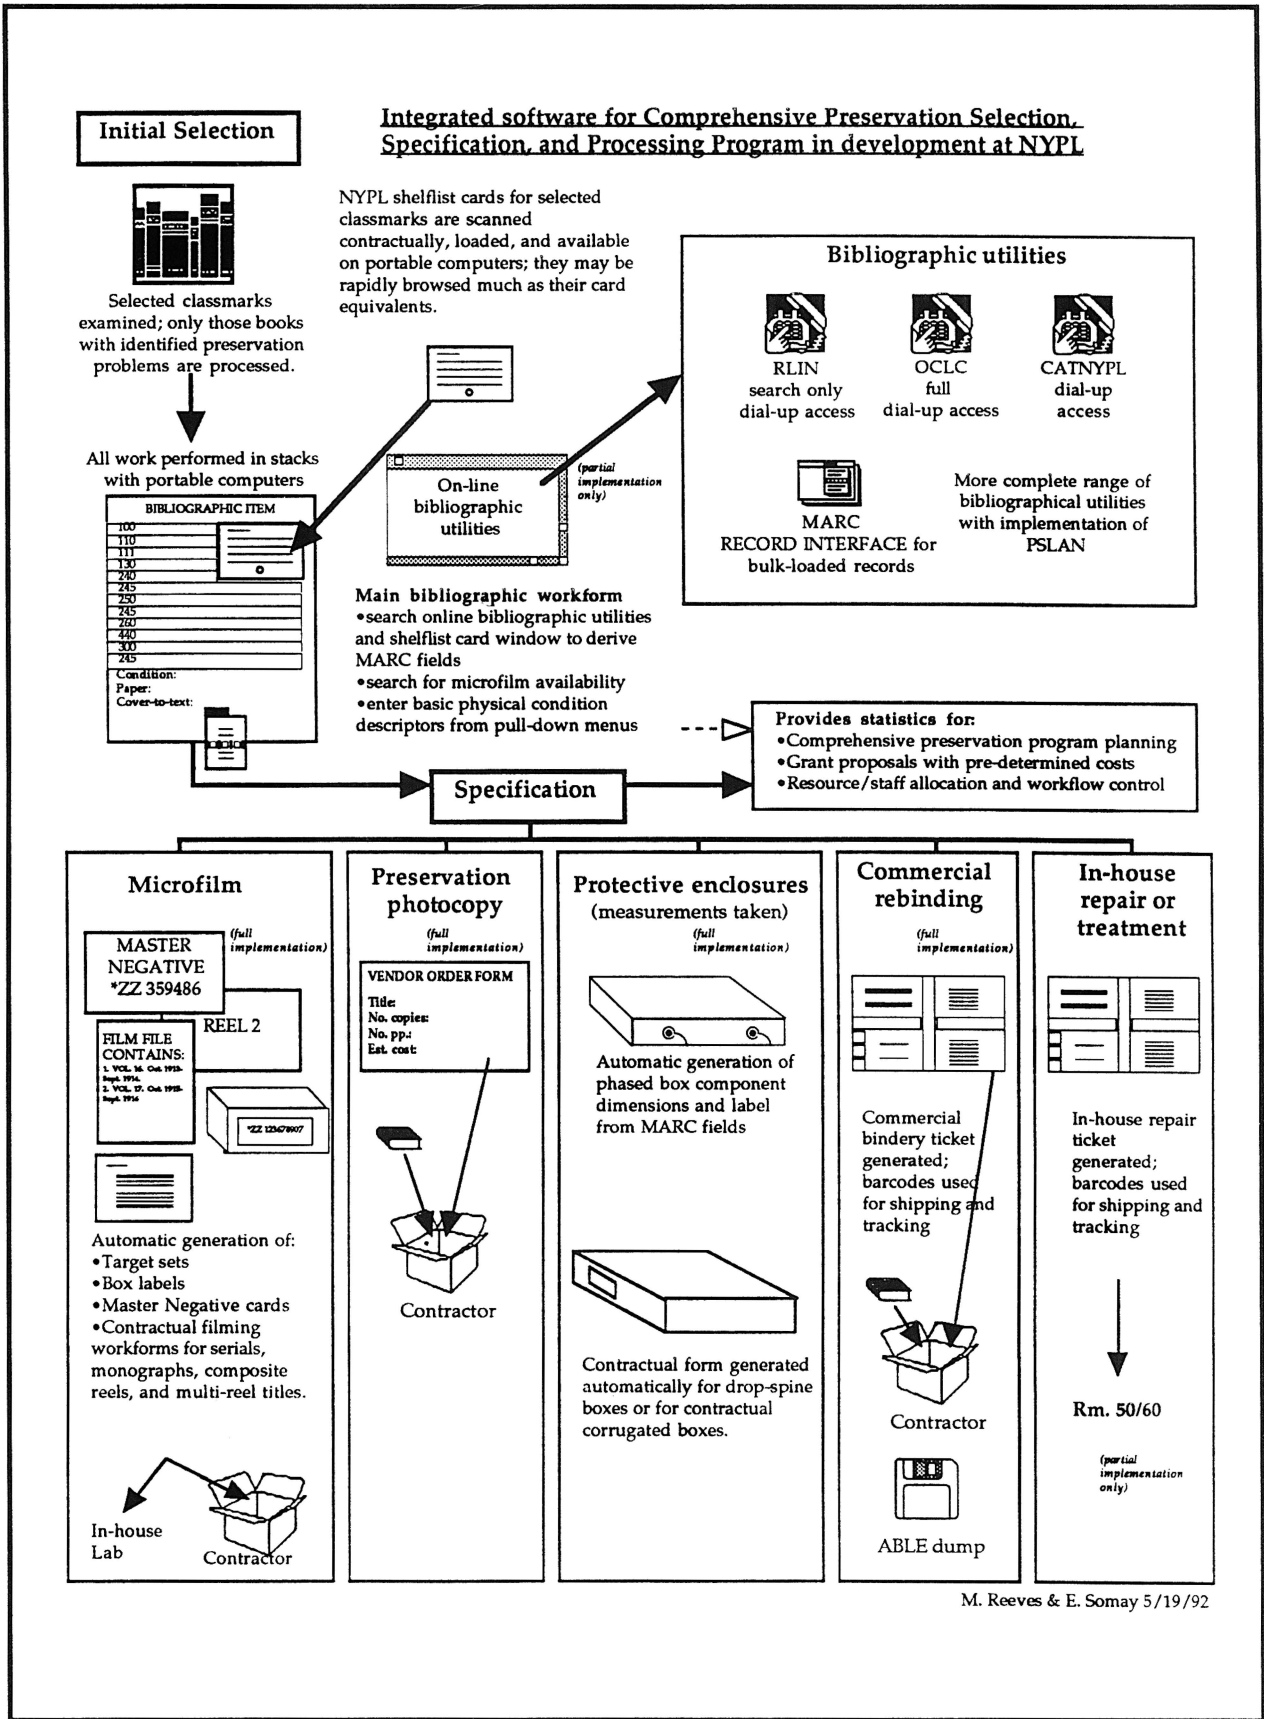 Initial Selection
Integrated software for Comprehensive Preservation Selection,
Specification, and Processing Program in development at NYPL
Selected classmarks
examined; only those books
with identified preservation
problems are processed.
NYPL shelflist cards for selected
classmarks are scanned
contractually, loaded, and available
on portable computers; they may be
rapidly browsed much as their card
equivalents.
Bibliographic utilities
RLIN
search only
dial-up access
OCLC
full
dial-up access
CATNYPL
dial-up
access
MARC
RECORD INTERFACE for
bulk-loaded records
More complete range of
bibliographical utilities
with implementation of
PSLAN
All work performed in stacks
with portable computers
BIBLIOGRAPHIC ITEM
100
110
111
130
240
245
250
245
260
440
300
245
Condition:
Paper:
Cover-to-text:
On-line
bibliographic
utilities
(partial
implementation
only)
Main bibliographic workform
•search online bibliographic utilities
and shelflist card window to derive
MARC fields
•search for microfilm availability
•enter basic physical condition
descriptors from pull-down menus
Provides statistics for:
•Comprehensive preservation program planning
•Grant proposals with pre-determined costs
•Resource/staff allocation and workflow control
Specification
Microfilm
(full
implementation)
MASTER
NEGATIVE
*ZZ 359486
REEL 2
FILM FILE
CONTAINS:
1. VOL. 16. Oct. 1913-
Sept. 1914.
2. VOL. 17. Oct. 1915-
Sept. 1916
Automatic generation of:
•Target sets
•Box labels
•Master Negative cards
•Contractual filming
workforms for serials,
monographs, composite
reels, and multi-reel titles.
In-house
Lab
Contractor
Preservation
photocopy
(full
implementation)
VENDOR ORDER FORM
Title:
No. copies:
No. pp.:
Est. cost:
Contractor
Protective enclosures
(measurements taken)
(full
implementation)
Automatic generation of
phased box component
dimensions and label
from MARC fields
Contractual form generated
automatically for drop-spine
boxes or for contractual
corrugated boxes.
Commercial
rebinding
(full
implementation)
Commercial
bindery ticket
generated;
barcodes used
for shipping and
tracking
Contractor
ABLE dump
In-house
repair or
treatment
In-house repair
ticket
generated;
barcodes used
for shipping and
tracking
Rm. 50/60
(partial
implementation
only)
M. Reeves & E. Somay 5/19/92